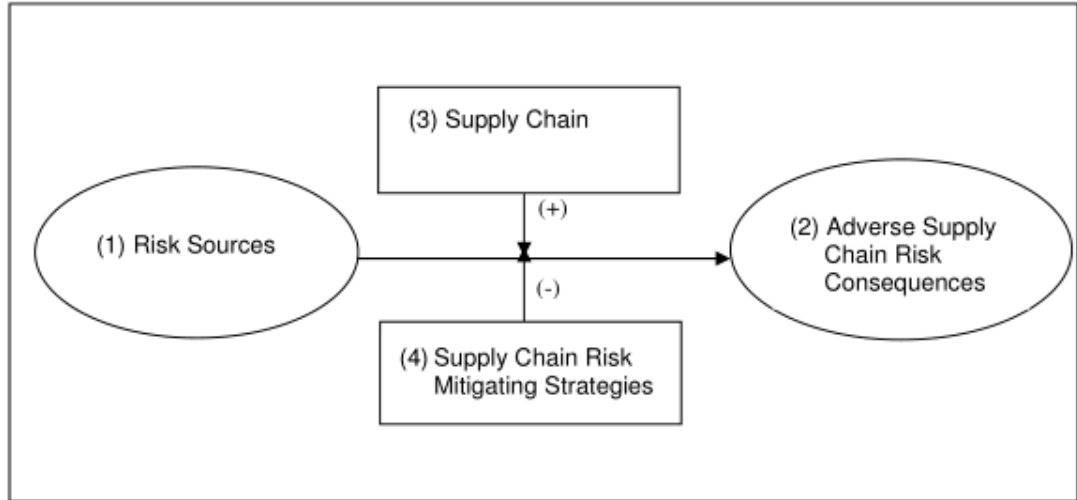 (3) Supply Chain
(+)
(1) Risk Sources
(2) Adverse Supply
Chain Risk
Consequences
(-)
(4) Supply Chain Risk
Mitigating Strategies